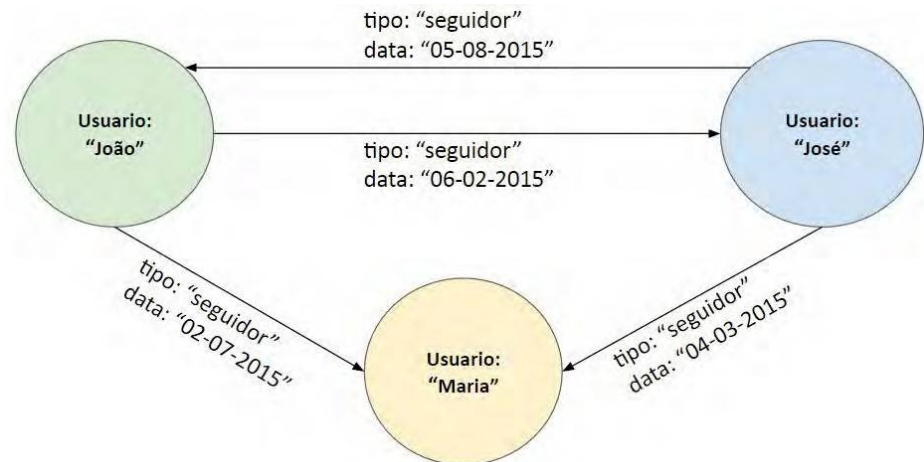 tipo: “seguidor”
data: “05-08-2015”
Usuario:
“João”
Usuario:
“José”
tipo: “seguidor”
data: “06-02-2015”
tipo: “seguidor”
data: “02-07-2015”
tipo: “seguidor”
data: “04-03-2015”
Usuario:
“Maria”